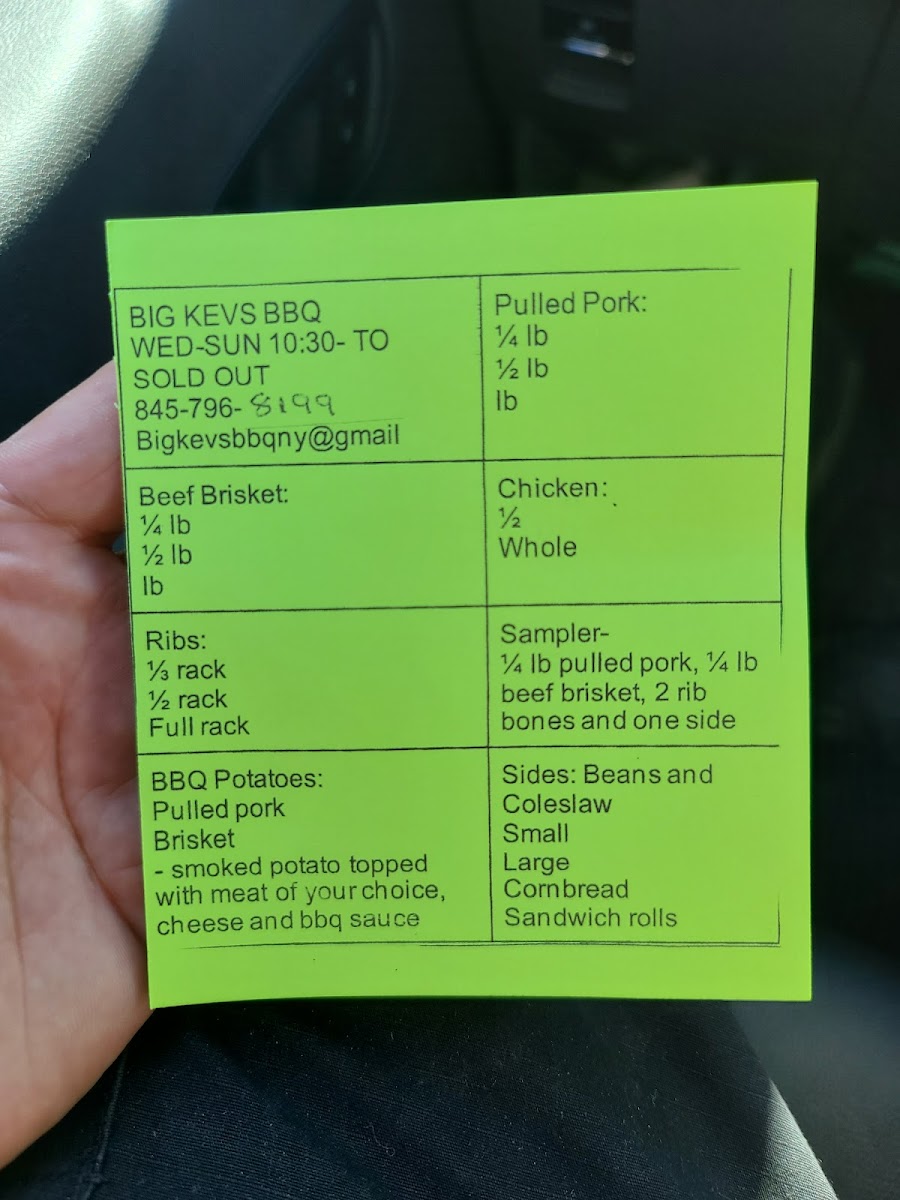 BIG KEVS BBQ
WED-SUN 10:30- TO
SOLD OUT
845-796- 8199
Bigkevsbbqny@gmail
Pulled Pork:
¼ lb
½ lb
lb
Beef Brisket:
¼ lb
½ lb
lb
Chicken:
½
Whole
Ribs:
⅓ rack
½ rack
Full rack
Sampler-
¼ lb pulled pork, ¼ lb
beef brisket, 2 rib
bones and one side
BBQ Potatoes:
Pulled pork
Brisket
- smoked potato topped
with meat of your choice,
cheese and bbq sauce
Sides: Beans and
Coleslaw
Small
Large
Cornbread
Sandwich rolls